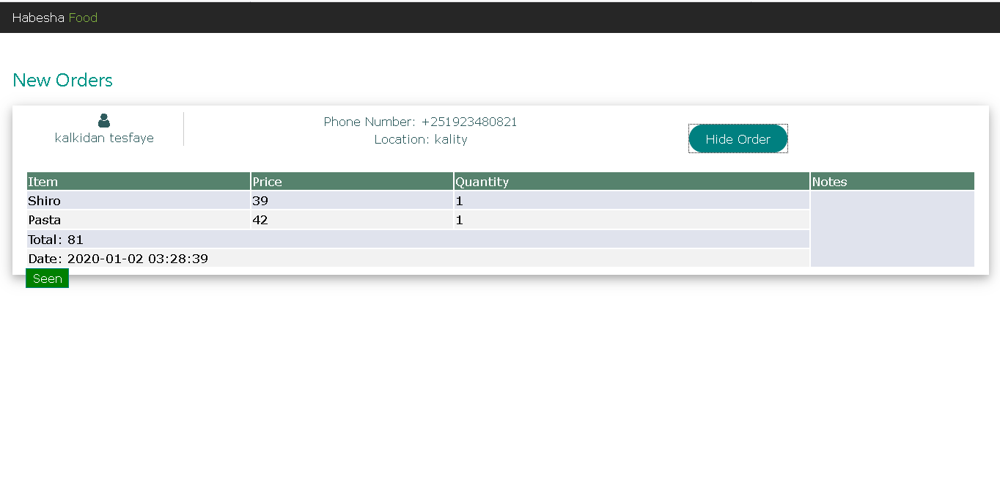 Habesha Food
New Orders
kalkidan tesfaye
Phone Number: +251923480821
Location: kality
Hide Order
Item Price Quantity Notes
Shiro 39 1
Pasta 42 1
Total: 81
Date: 2020-01-02 03:28:39
Seen